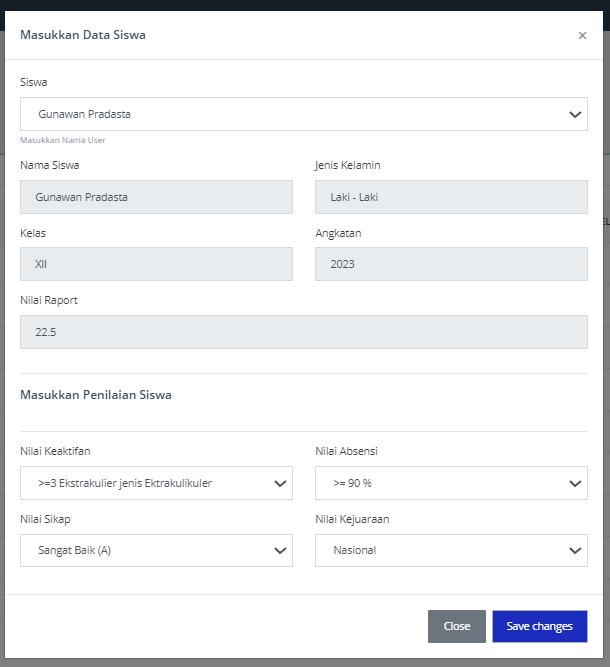 Masukkan Data Siswa
×
Siswa
Gunawan Pradasta
Masukkan Nama User
Nama Siswa
Jenis Kelamin
Gunawan Pradasta
Laki - Laki
Kelas
Angkatan
XII
2023
Nilai Raport
22.5
Masukkan Penilaian Siswa
Nilai Keaktifan
Nilai Absensi
>=3 Ekstrakulier jenis Ektrakulikuler
>= 90 %
Nilai Sikap
Nilai Kejuaraan
Sangat Baik (A)
Nasional
Close
Save changes